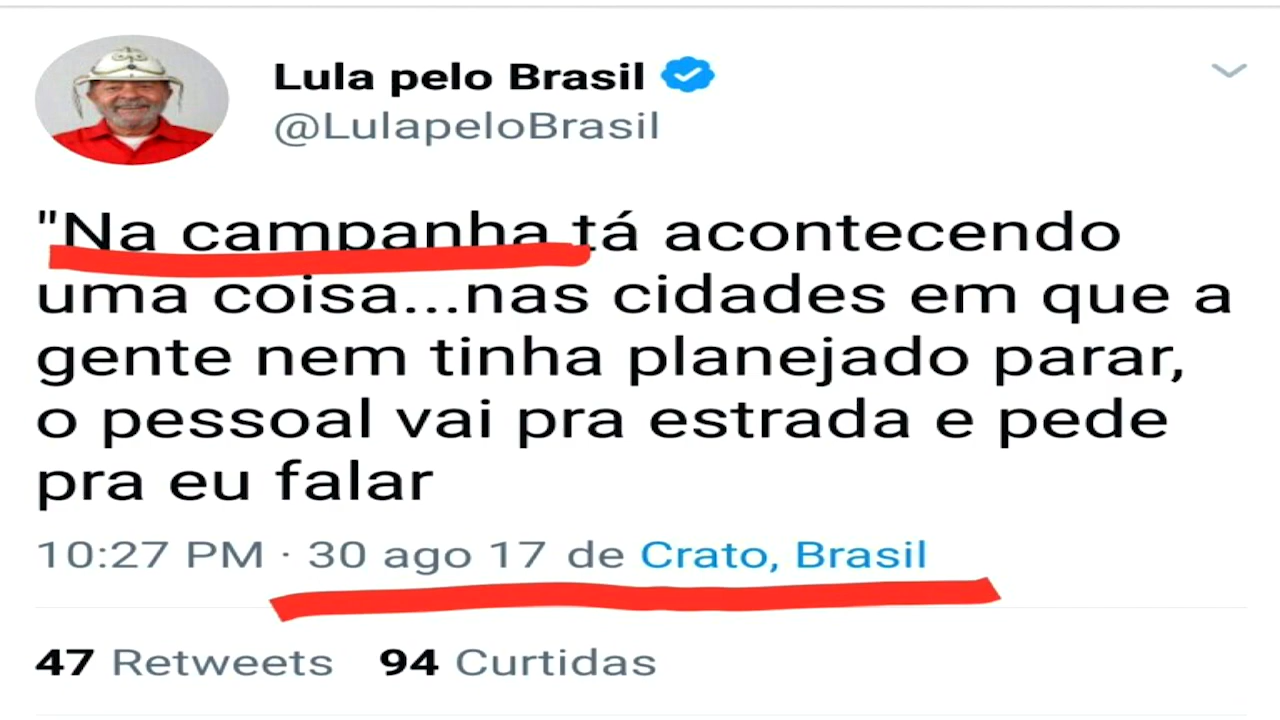 Lula pelo Brasil
@LulapeloBrasil
"Na campanha tá acontecendo
uma coisa...nas cidades em que a
gente nem tinha planejado parar,
o pessoal vai pra estrada e pede
pra eu falar
10:27 PM · 30 ago 17 de Crato, Brasil
47 Retweets 94 Curtidas